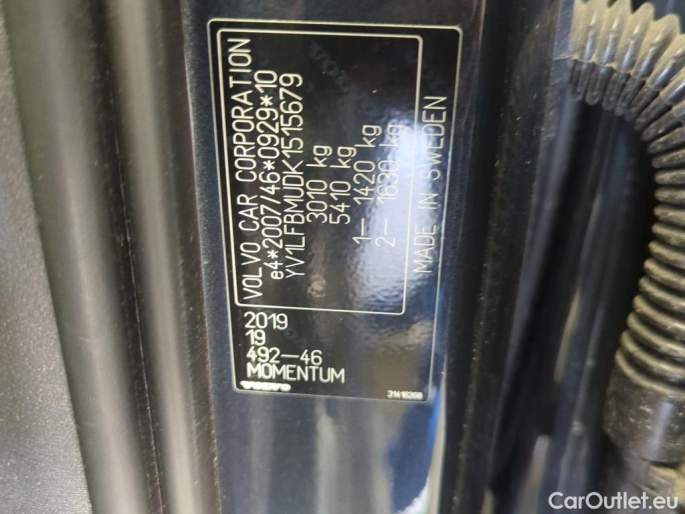 VOLVO CAR CORPORATION
e4*2007/46*0929*10
YV1LFBMUDK1515679
3010 kg
5410 kg
1– 1420 kg
2– 1630 kg
MADE IN SWEDEN
2019
19
492–46
MOMENTUM
VOLVO
CarOutlet.eu